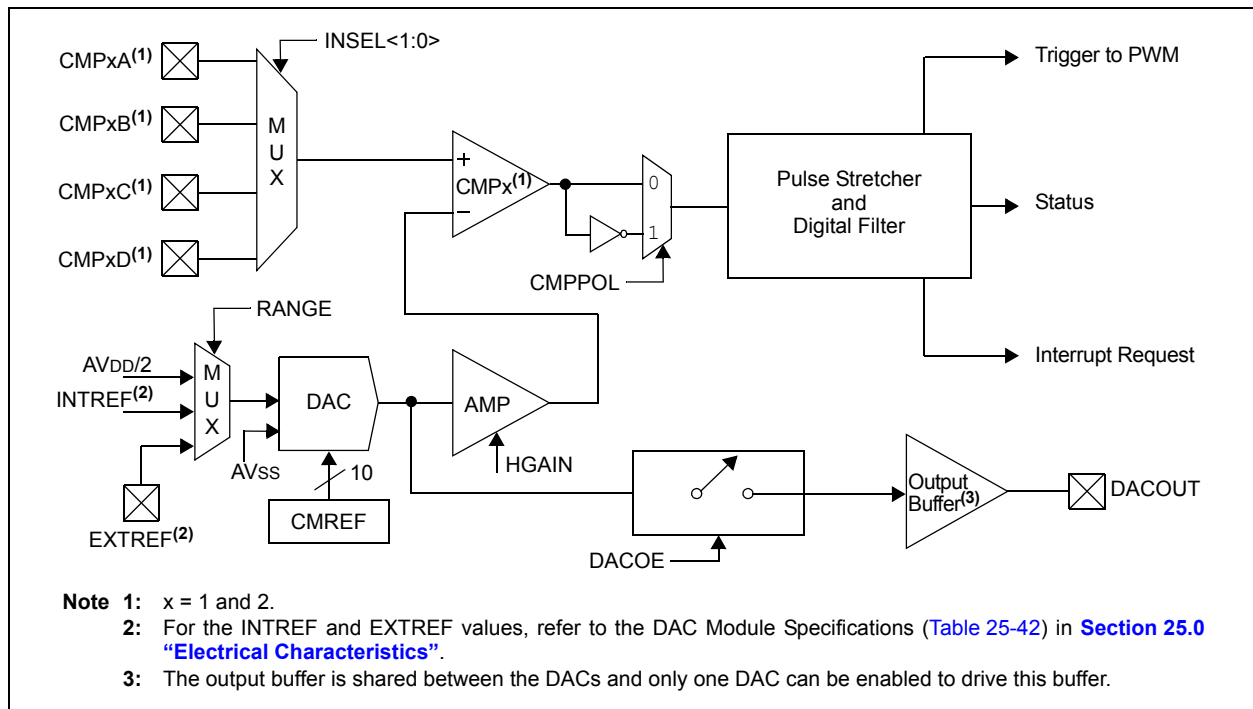 INSEL<1:0>
CMPxA(1)
CMPxB(1)
CMPxC(1)
CMPxD(1)
M
U
X
+
CMPx(1)
–
0
1
CMPPOL
Pulse Stretcher
and
Digital Filter
Trigger to PWM
Status
Interrupt Request
RANGE
AVDD/2
INTREF(2)
EXTREF(2)
M
U
X
AVSS
DAC
10
CMREF
AMP
HGAIN
DACOE
Output
Buffer(3)
DACOUT
Note 1: x = 1 and 2.
2: For the INTREF and EXTREF values, refer to the DAC Module Specifications (Table 25-42) in Section 25.0
“Electrical Characteristics”.
3: The output buffer is shared between the DACs and only one DAC can be enabled to drive this buffer.